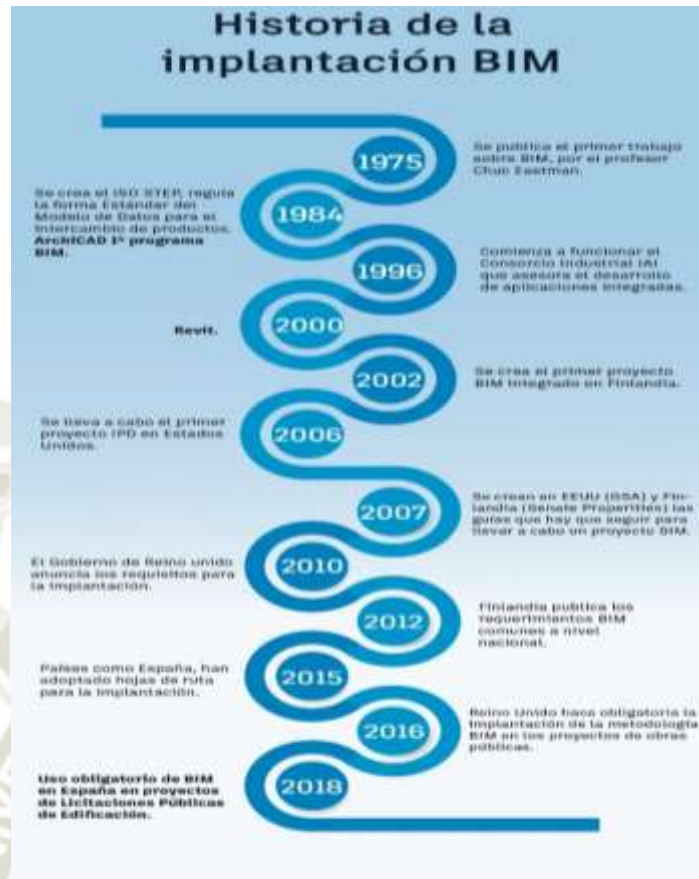 Historia de la
implantación BIM
1975
Se publica el primer trabajo
sobre BIM, por el profesor
Chuc Eastman.
1984
Se crea el ISO STEP, regula
la forma Estándar del
Modelo de Datos para el
intercambio de productos.
ArchiCAD 1º programa
BIM.
1996
Comienza a funcionar el
Consorcio Industrial IAI
que asesora el desarrollo
de aplicaciones integradas.
2000
Revit.
2002
Se crea el primer proyecto
BIM integrado en Finlandia.
2006
Se lleva a cabo el primer
proyecto IPD en Estados
Unidos.
2007
Se crean en EEUU (GSA) y Fin-
landia (Senate Properities) las
guías que hay que seguir para
llevar a cabo un proyecto BIM.
2010
El Gobierno de Reino unido
anuncia los requisitos para
la implantación.
2012
Finlandia publica los
requerimientos BIM
comunes a nivel
nacional.
2015
Países como España, han
adoptado hojas de ruta
para la implantación.
2016
Reino Unido hace obligatoria la
implantación de la metodología
BIM en los proyectos de obras
públicas.
2018
Uso obligatorio de BIM
en España en proyectos
de Licitaciones Públicas
de Edificación.